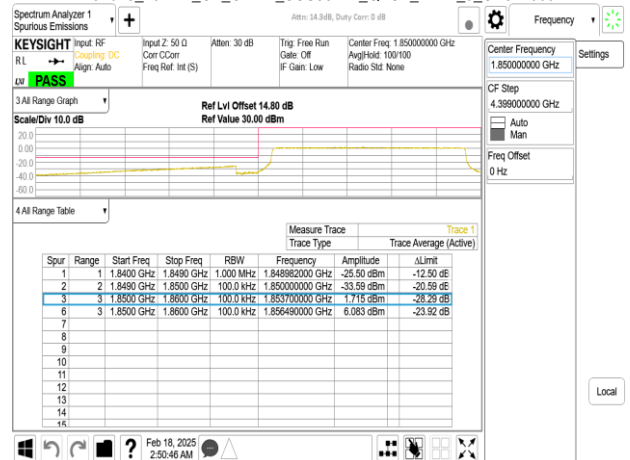 Spectrum Analyzer 1
Spurious Emissions
Attn: 14.3dB, Duty Corr: 0 dB
Frequency
KEYSIGHT
Input: RF
Input Z: 50 Ω
Atten: 30 dB
Trig: Free Run
Center Freq: 1.850000000 GHz
RL
Coupling: DC
Corr CCorr
Gate: Off
Avg|Hold: 100/100
Align: Auto
Freq Ref: Int (S)
IF Gain: Low
Radio Std: None
LXI
PASS
Center Frequency
1.850000000 GHz
Settings
CF Step
4.399000000 GHz
Auto
Man
Freq Offset
0 Hz
3 All Range Graph
Ref Lvl Offset 14.80 dB
Scale/Div 10.0 dB
Ref Value 30.00 dBm
20.0
0.00
-20.0
-40.0
-60.0
4 All Range Table
Measure Trace Trace 1
Trace Type Trace Average (Active)
Spur Range Start Freq Stop Freq RBW Frequency Amplitude ΔLimit
1 1 1.8400 GHz 1.8490 GHz 1.000 MHz 1.848982000 GHz -25.50 dBm -12.50 dB
2 2 1.8490 GHz 1.8500 GHz 100.0 kHz 1.850000000 GHz -33.59 dBm -20.59 dB
3 3 1.8500 GHz 1.8600 GHz 100.0 kHz 1.853700000 GHz 1.715 dBm -28.29 dB
6 3 1.8500 GHz 1.8600 GHz 100.0 kHz 1.856490000 GHz 6.083 dBm -23.92 dB
7
8
9
10
11
12
13
14
15
Local
?
Feb 18, 2025
2:50:46 AM